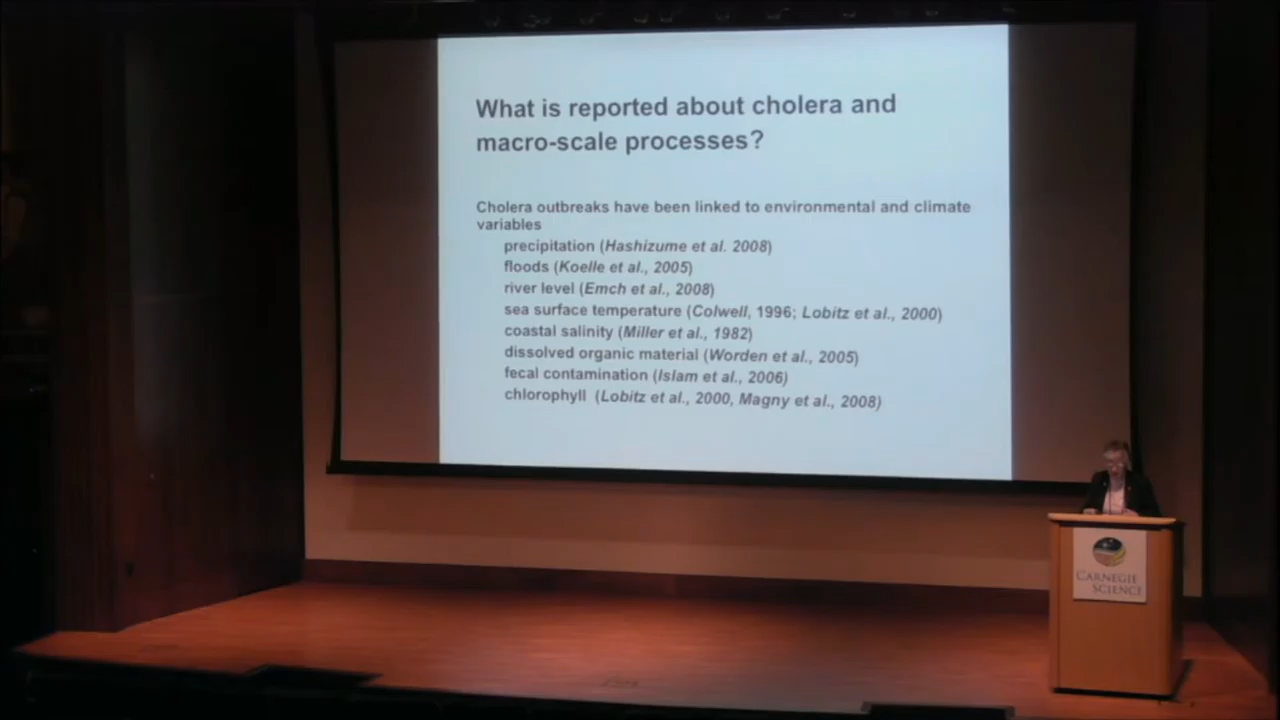 What is reported about cholera and
macro-scale processes?
Cholera outbreaks have been linked to environmental and climate
variables
precipitation (Hashizume et al. 2008)
floods (Koelle et al., 2005)
river level (Emch et al., 2008)
sea surface temperature (Colwell, 1996; Lobitz et al., 2000)
coastal salinity (Miller et al., 1982)
dissolved organic material (Worden et al., 2005)
fecal contamination (Islam et al., 2006)
chlorophyll (Lobitz et al., 2000, Magny et al., 2008)
CARNEGIE
SCIENCE